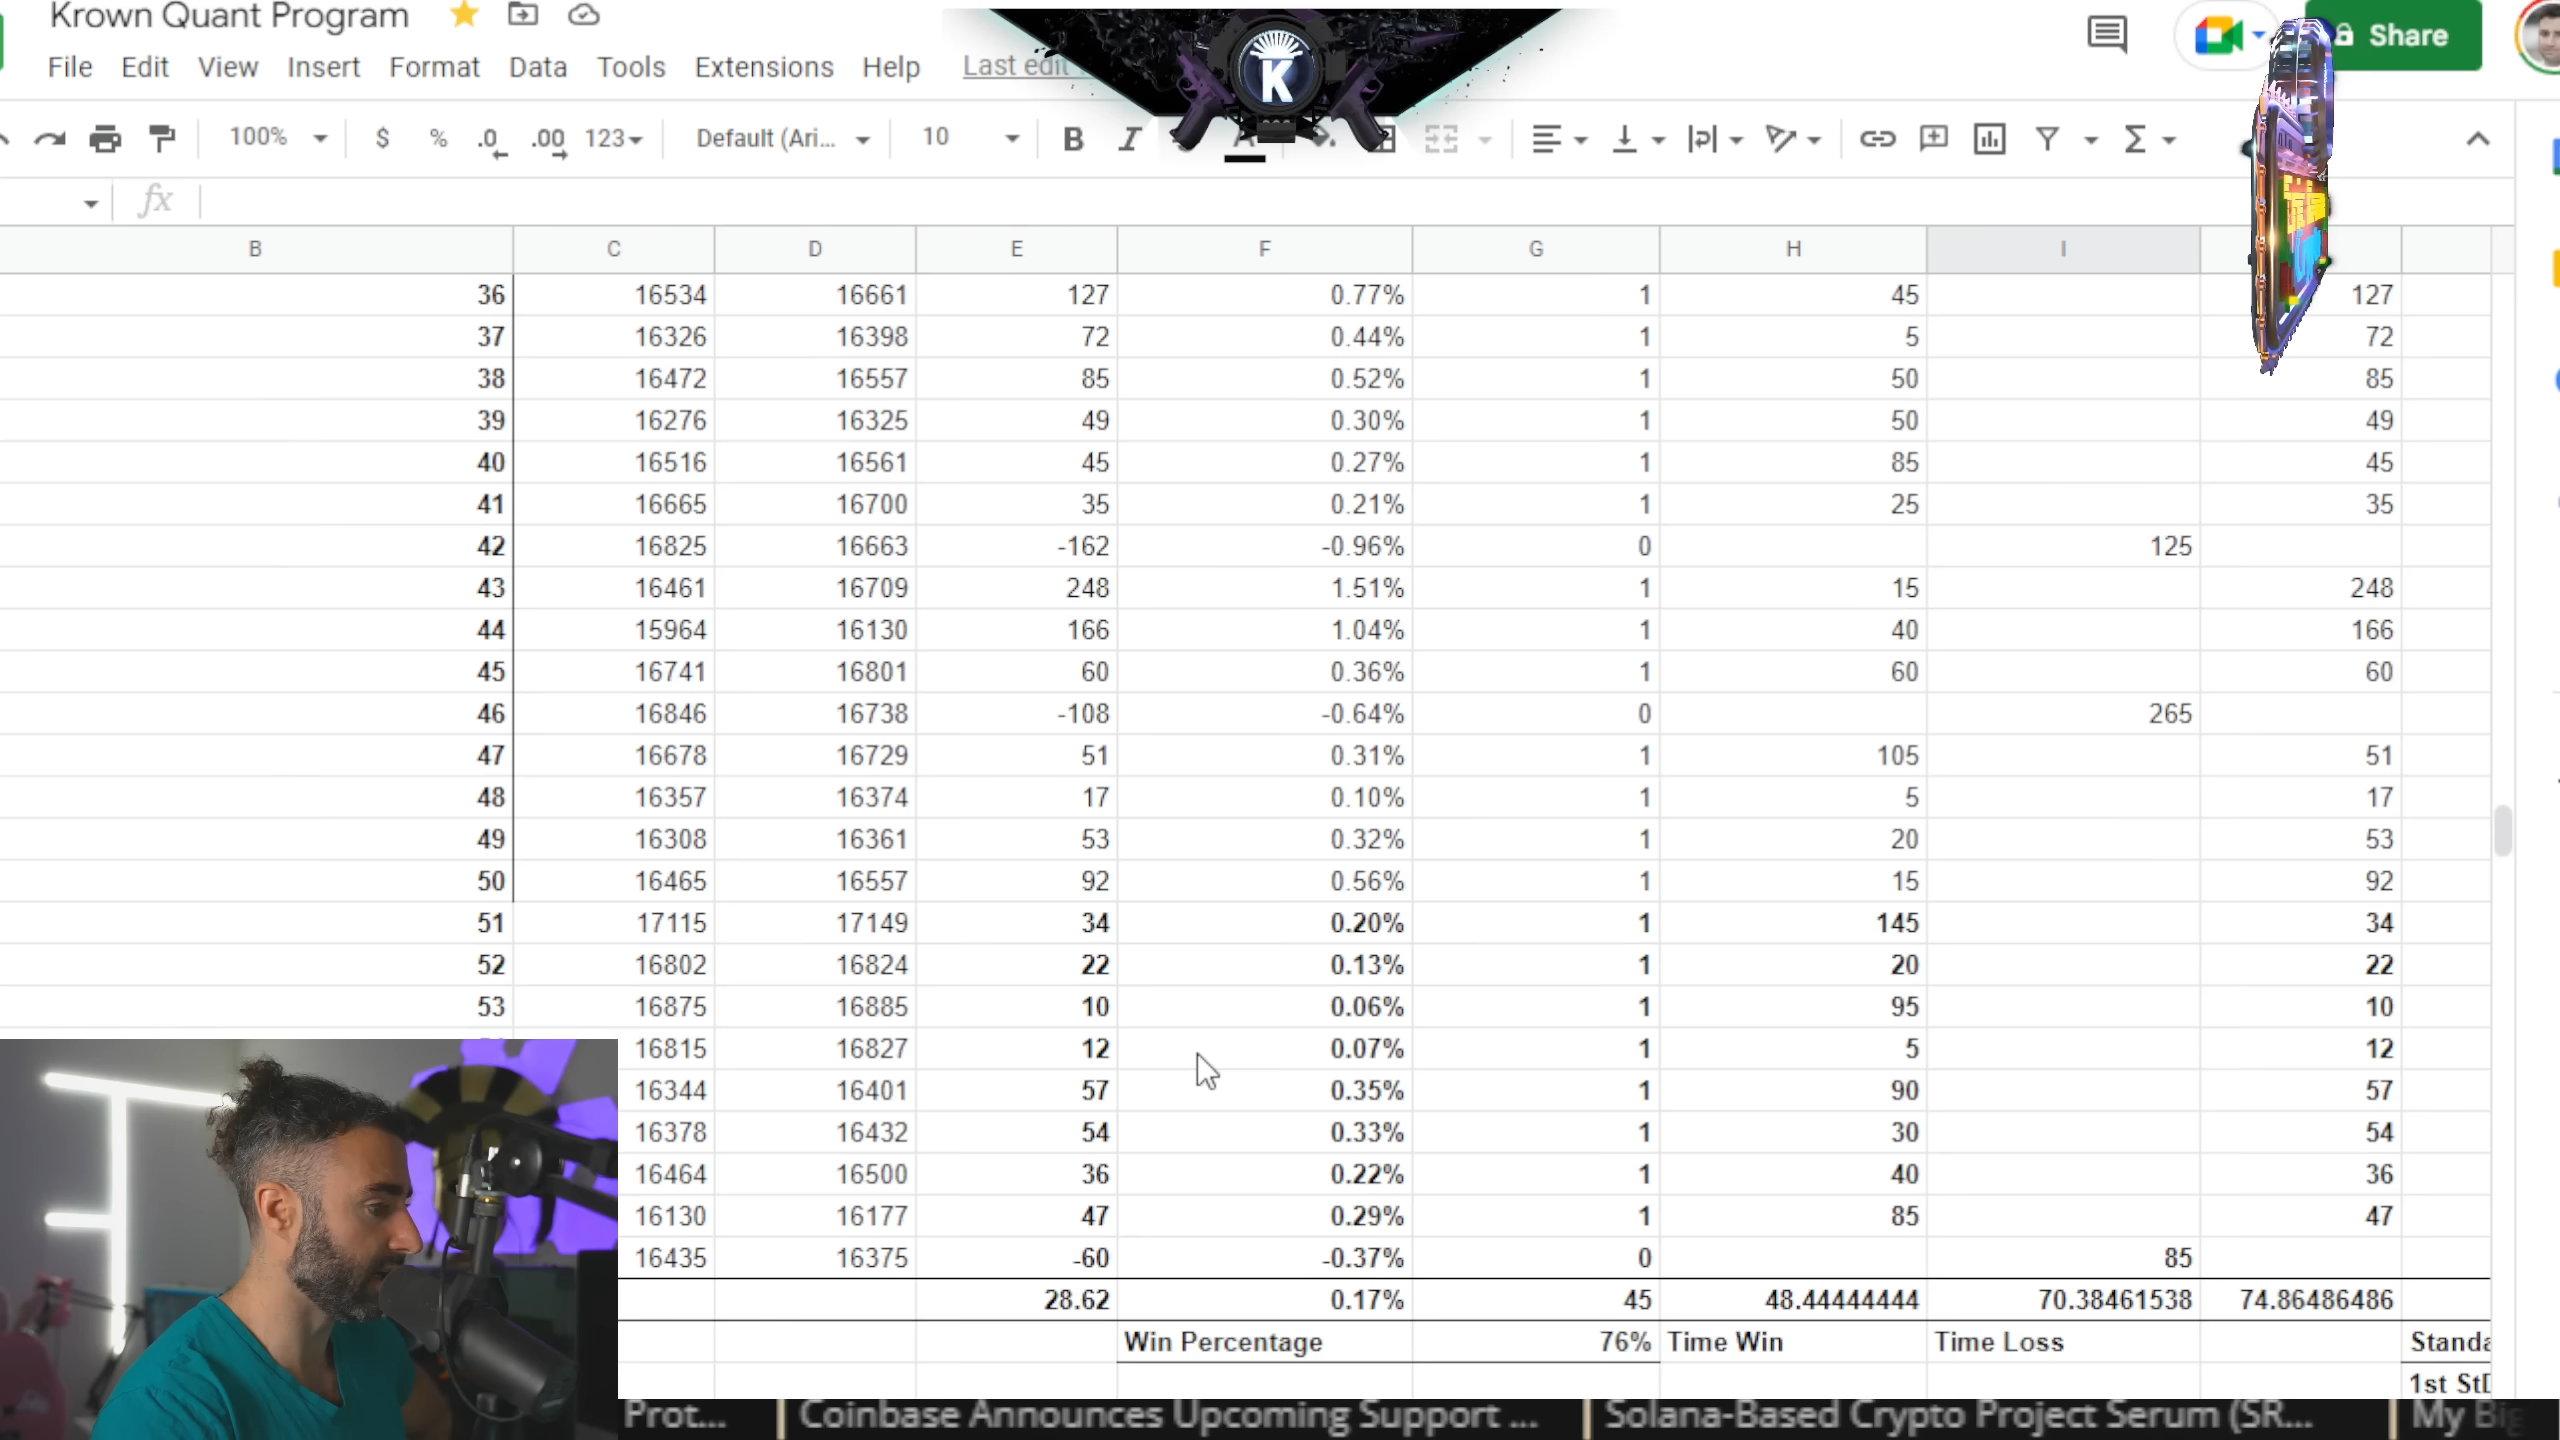 Krown Quant Program
File Edit View Insert Format Data Tools Extensions Help Last edit
K
Share
100% $ % .0 .00 123 Default (Ari... 10 B I A
fx
B C D E F G H I
36 16534 16661 127 0.77% 1 45 127
37 16326 16398 72 0.44% 1 5 72
38 16472 16557 85 0.52% 1 50 85
39 16276 16325 49 0.30% 1 50 49
40 16516 16561 45 0.27% 1 85 45
41 16665 16700 35 0.21% 1 25 35
42 16825 16663 -162 -0.96% 0 125
43 16461 16709 248 1.51% 1 15 248
44 15964 16130 166 1.04% 1 40 166
45 16741 16801 60 0.36% 1 60 60
46 16846 16738 -108 -0.64% 0 265
47 16678 16729 51 0.31% 1 105 51
48 16357 16374 17 0.10% 1 5 17
49 16308 16361 53 0.32% 1 20 53
50 16465 16557 92 0.56% 1 15 92
51 17115 17149 34 0.20% 1 145 34
52 16802 16824 22 0.13% 1 20 22
53 16875 16885 10 0.06% 1 95 10
16815 16827 12 0.07% 1 5 12
16344 16401 57 0.35% 1 90 57
16378 16432 54 0.33% 1 30 54
16464 16500 36 0.22% 1 40 36
16130 16177 47 0.29% 1 85 47
16435 16375 -60 -0.37% 0 85
28.62 0.17% 45 48.44444444 70.38461538 74.86486486
Win Percentage 76% Time Win Time Loss Standa
1st St
Prot... Coinbase Announces Upcoming Support ... Solana-Based Crypto Project Serum (SR... My Big